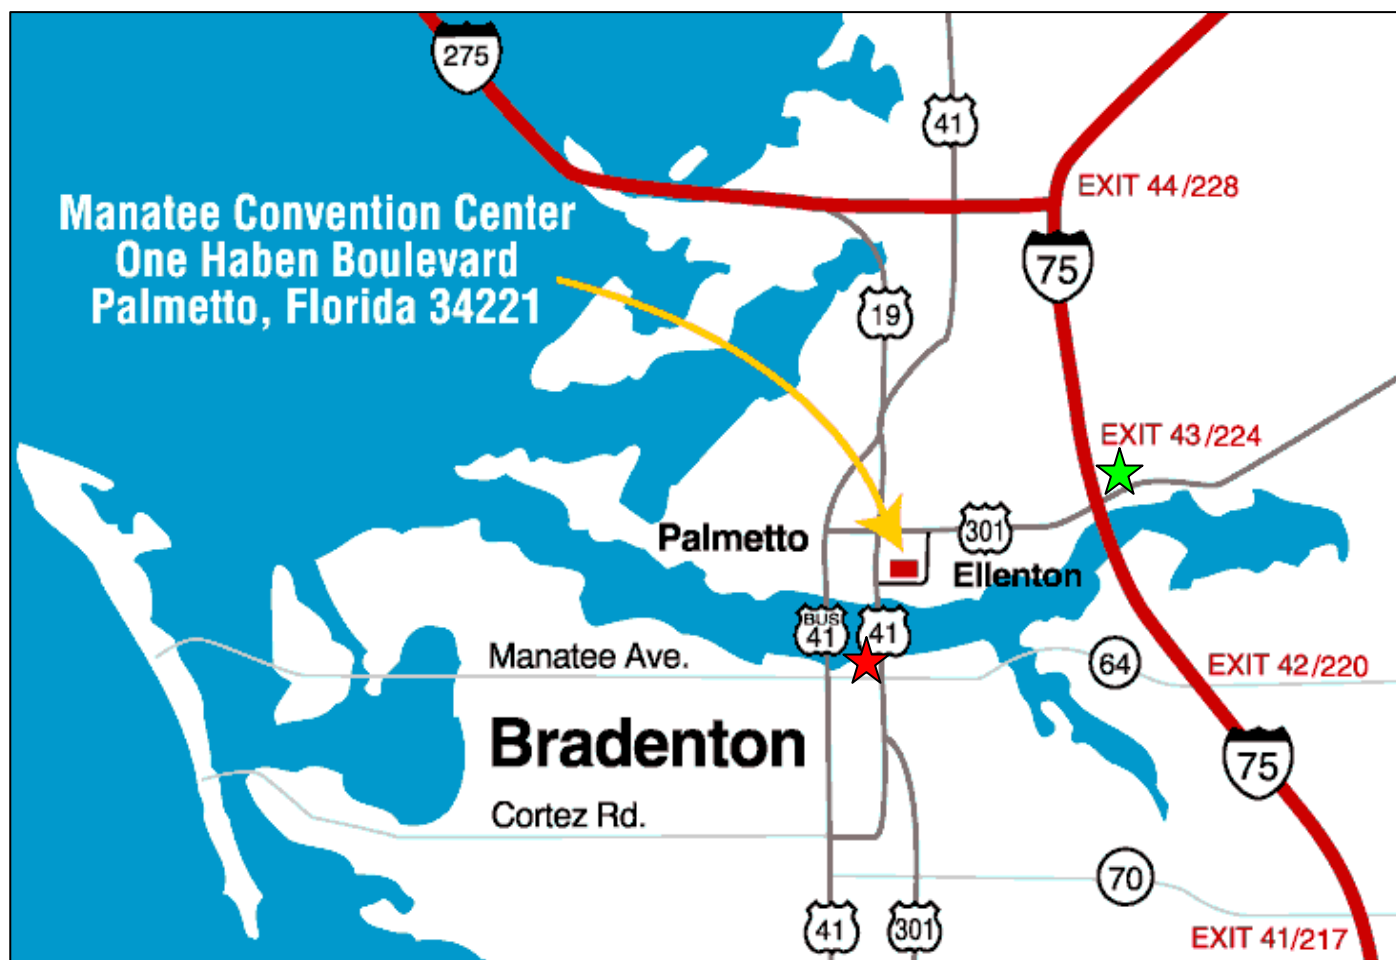 275
41
EXIT 44/228
Manatee Convention Center
One Haben Boulevard
Palmetto, Florida 34221
75
19
EXIT 43/224
Palmetto
301
Ellenton
BUS
41
41
Manatee Ave.
64
EXIT 42/220
Bradenton
75
Cortez Rd.
70
41
301
EXIT 41/217